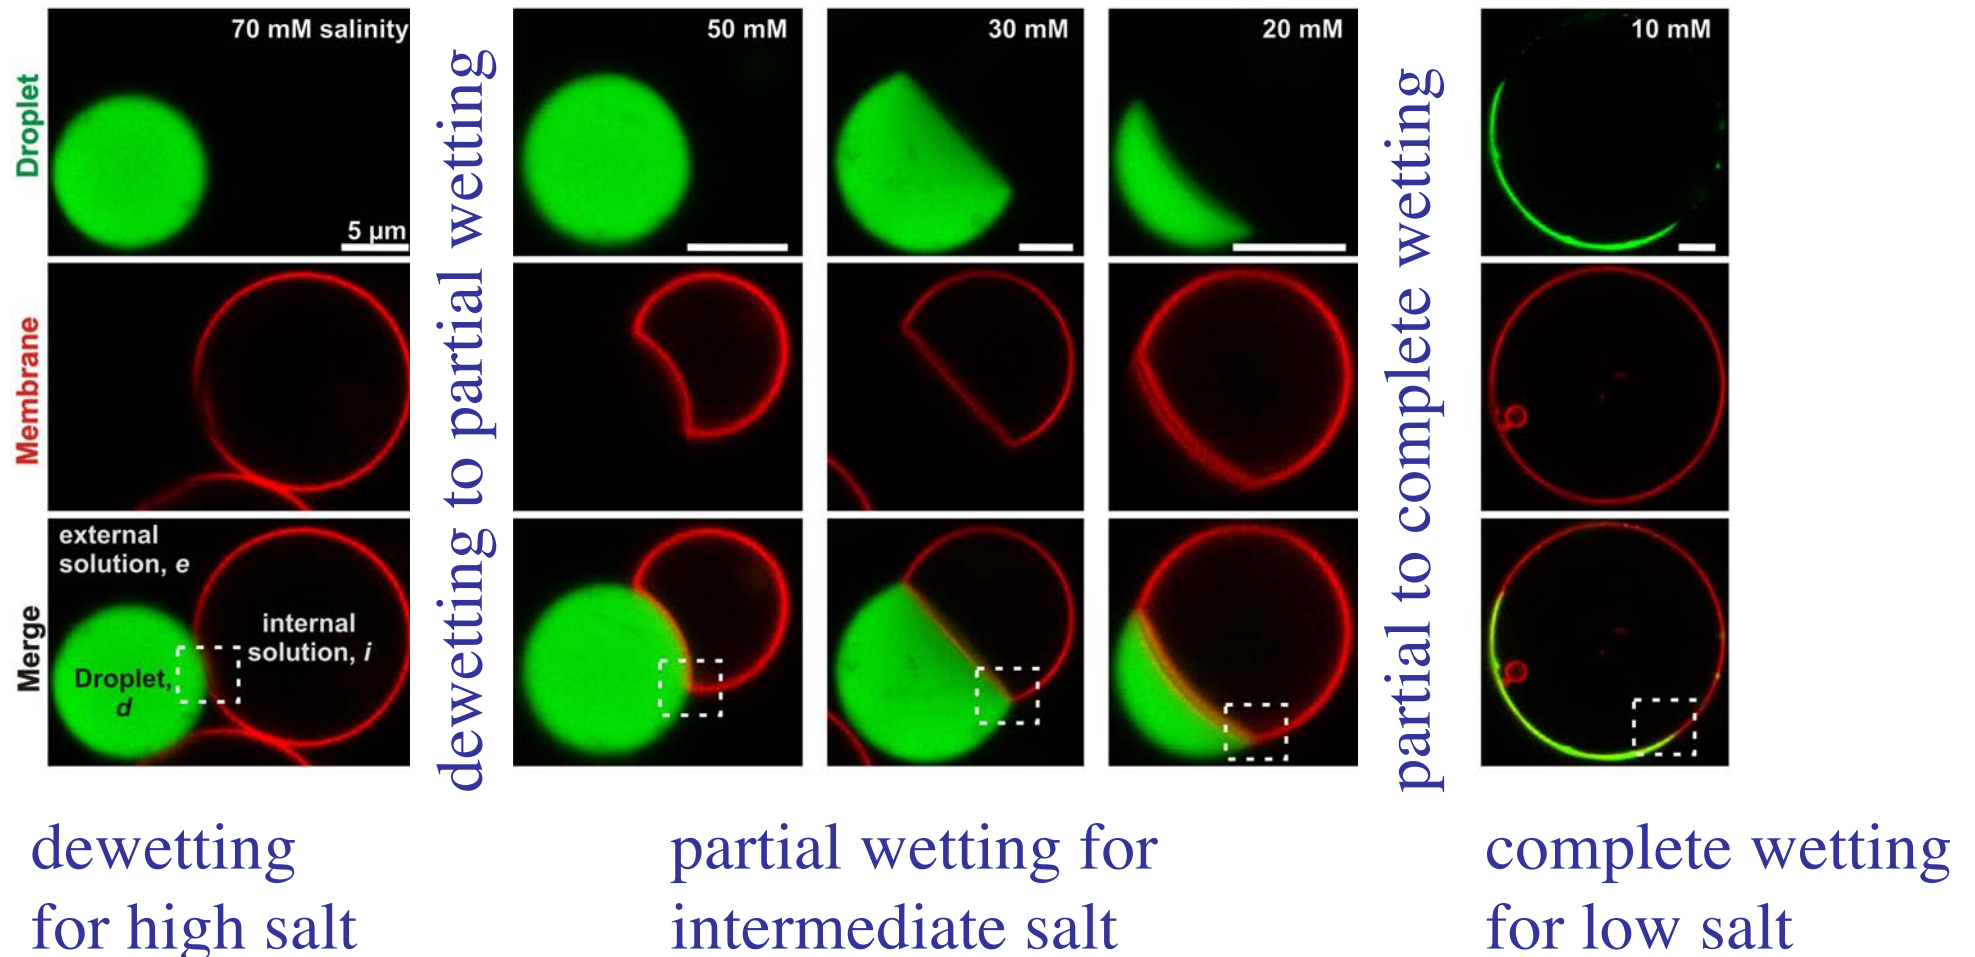 70 mM salinity
50 mM
30 mM
20 mM
10 mM
Droplet
5 µm
Membrane
Merge
external
solution, e
internal
solution, i
Droplet,
d
dewetting to partial wetting
partial to complete wetting
dewetting
for high salt
partial wetting for
intermediate salt
complete wetting
for low salt